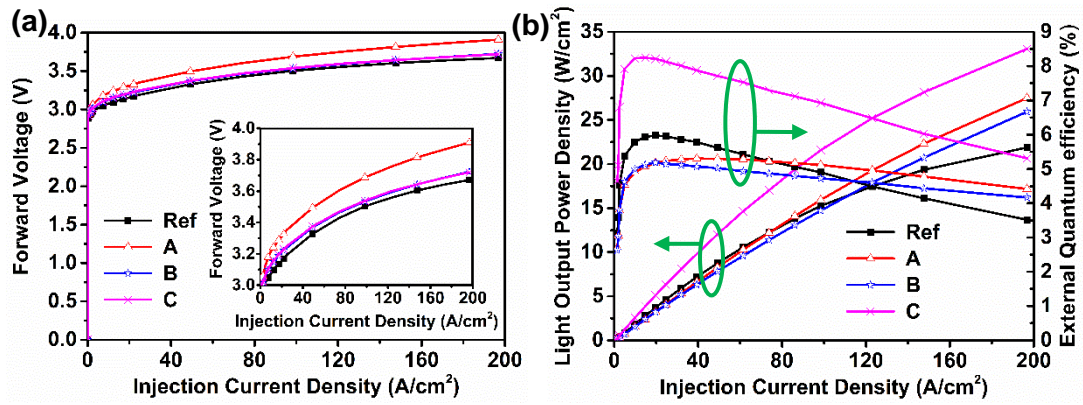 (a)
4.0
3.5
3.0
2.5
2.0
1.5
1.0
0.5
0.0
Forward Voltage (V)
Ref
A
B
C
4.0
3.8
3.6
3.4
3.2
3.0
Forward Voltage (V)
0 40 80 120 160 200
Injection Current Density (A/cm²)
0 40 80 120 160 200
Injection Current Density (A/cm²)
(b)
35
30
25
20
15
10
5
0
Light Output Power Density (W/cm²)
9
8
7
6
5
4
3
2
1
0
External Quantum efficiency (%)
Ref
A
B
C
0 40 80 120 160 200
Injection Current Density (A/cm²)